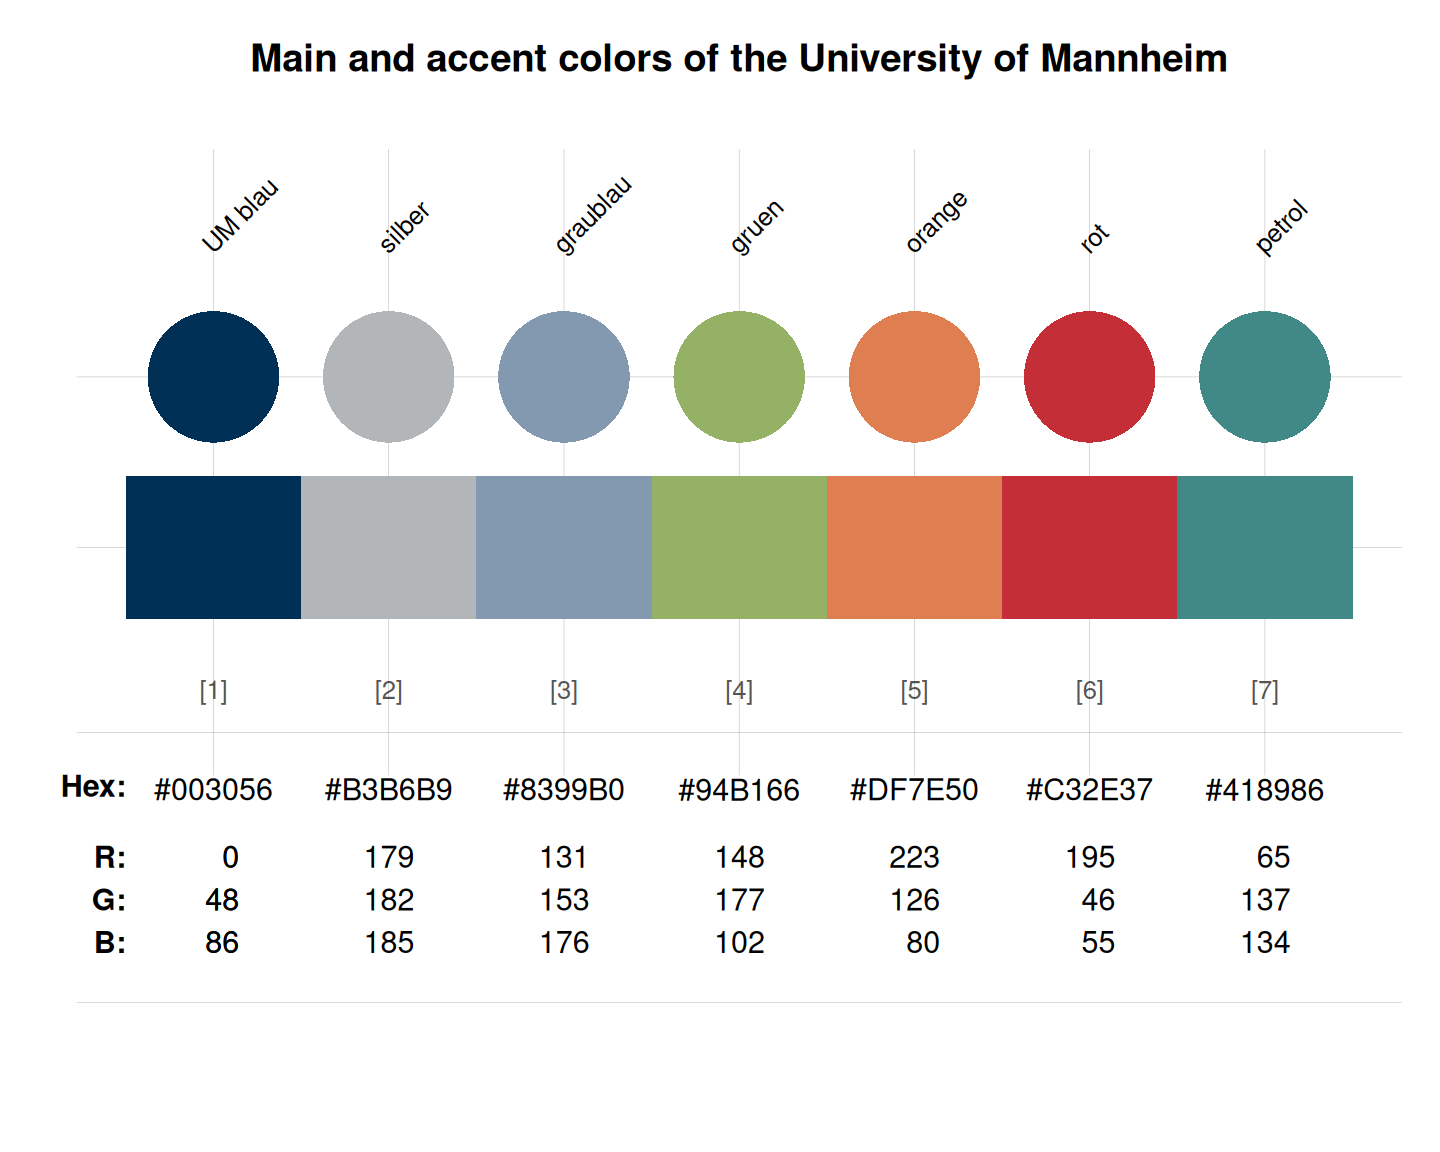 Main and accent colors of the University of Mannheim
UM blau silber graublau gruen orange rot petrol
[1] [2] [3] [4] [5] [6] [7]
Hex: #003056 #B3B6B9 #8399B0 #94B166 #DF7E50 #C32E37 #418986
R: 0 179 131 148 223 195 65
G: 48 182 153 177 126 46 137
B: 86 185 176 102 80 55 134